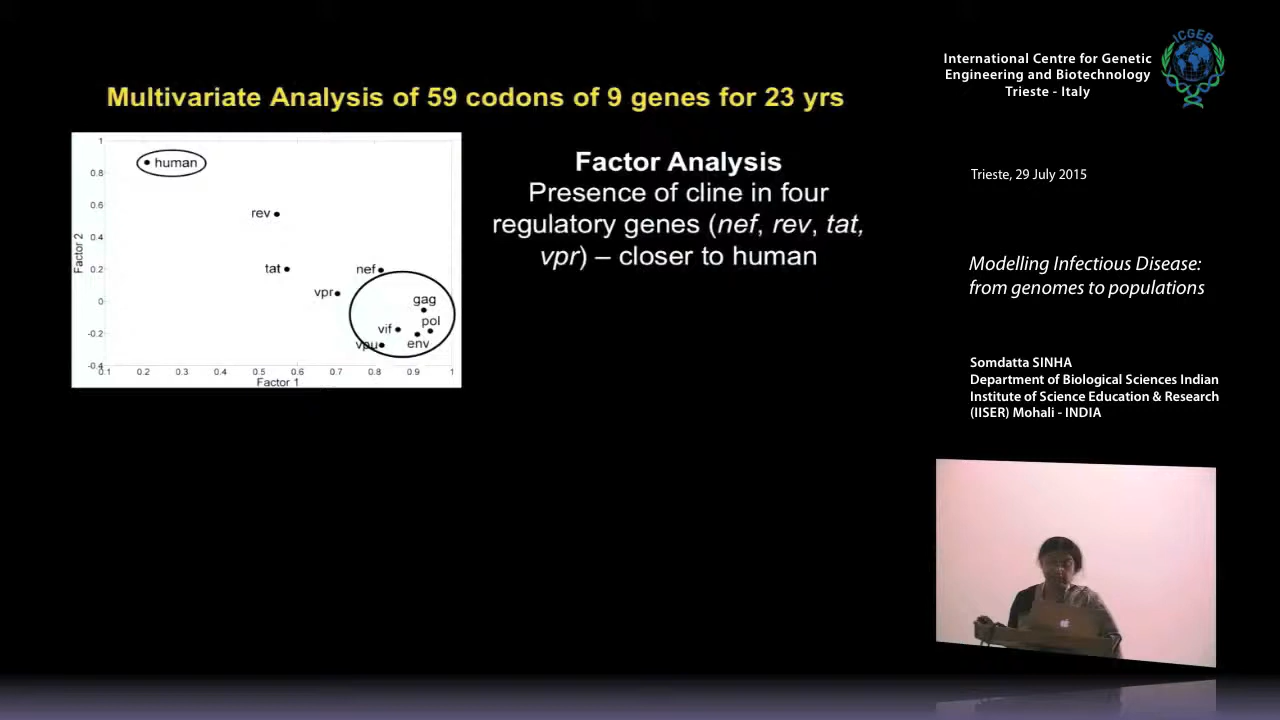 Multivariate Analysis of 59 codons of 9 genes for 23 yrs
1
0.8
0.6
0.4
0.2
0
-0.2
-0.4
Factor 2
human
rev
tat
nef
vpr
gag
pol
vif
env
vpu
0.1 0.2 0.3 0.4 0.5 0.6 0.7 0.8 0.9 1
Factor 1
Factor Analysis
Presence of cline in four
regulatory genes (nef, rev, tat,
vpr) – closer to human
ICGEB
International Centre for Genetic
Engineering and Biotechnology
Trieste - Italy
Trieste, 29 July 2015
Modelling Infectious Disease:
from genomes to populations
Somdatta SINHA
Department of Biological Sciences Indian
Institute of Science Education & Research
(IISER) Mohali - INDIA